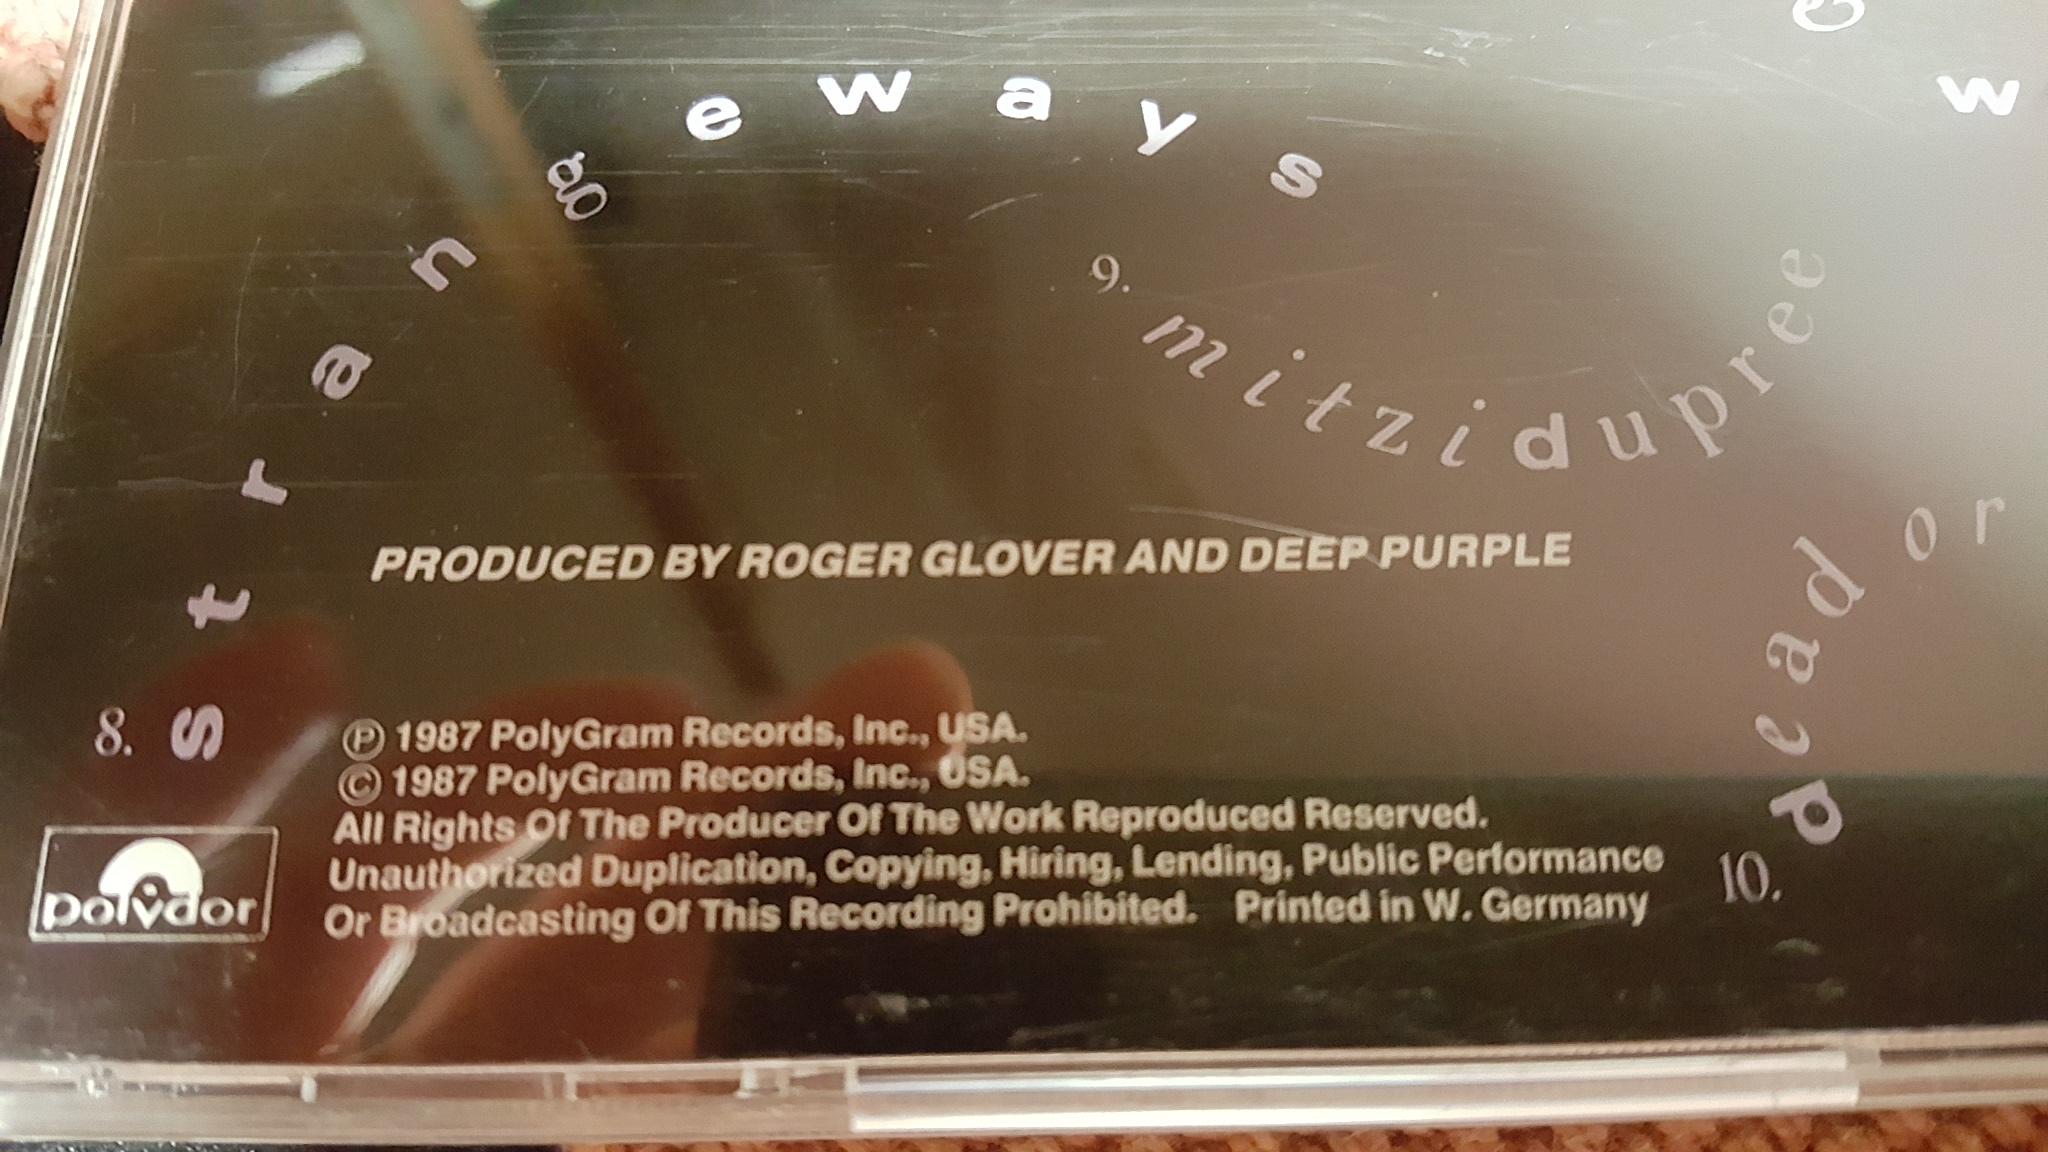 8. strangeways
9. mitzi dupree
10. dead or
w
PRODUCED BY ROGER GLOVER AND DEEP PURPLE
℗ 1987 PolyGram Records, Inc., USA.
© 1987 PolyGram Records, Inc., USA.
All Rights Of The Producer Of The Work Reproduced Reserved.
Unauthorized Duplication, Copying, Hiring, Lending, Public Performance
Or Broadcasting Of This Recording Prohibited. Printed in W. Germany
polydor